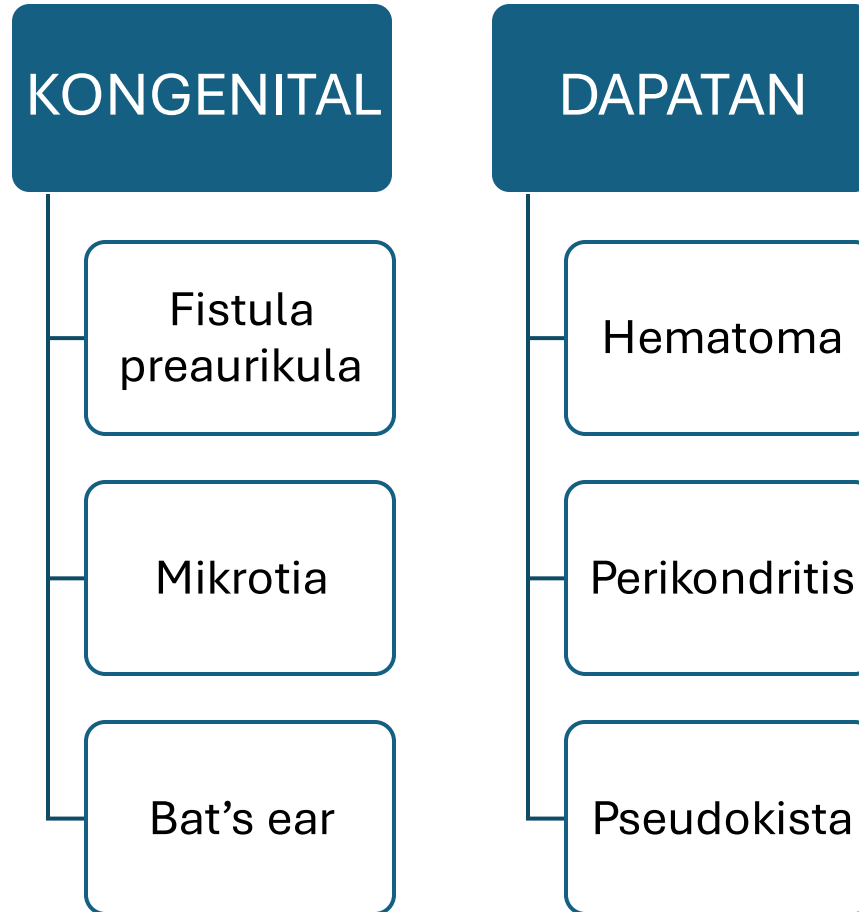 KONGENITAL
Fistula
preaurikula
Mikrotia
Bat’s ear
DAPATAN
Hematoma
Perikondritis
Pseudokista